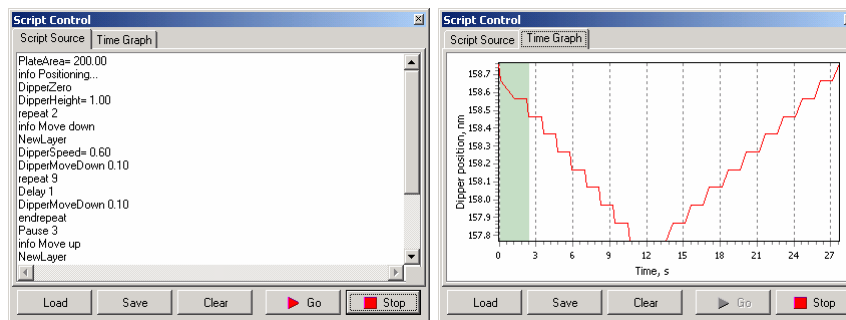 Script Control
Script Source
Time Graph
PlateArea= 200.00
info Positioning...
DipperZero
DipperHeight= 1.00
repeat 2
info Move down
NewLayer
DipperSpeed= 0.60
DipperMoveDown 0.10
repeat 9
Delay 1
DipperMoveDown 0.10
endrepeat
Pause 3
info Move up
NewLayer
Load
Save
Clear
Go
Stop
Script Control
Script Source
Time Graph
Dipper position, nm
158.7
158.6
158.5
158.4
158.3
158.2
158.1
158.0
157.9
157.8
0 3 6 9 12 15 18 21 24 27
Time, s
Load
Save
Clear
Go
Stop